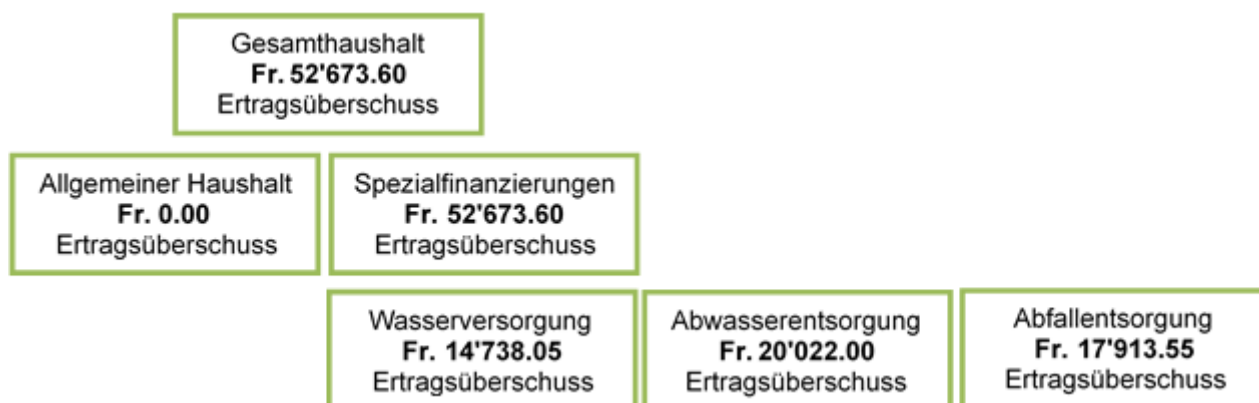 Gesamthaushalt
Fr. 52'673.60
Ertragsüberschuss
Allgemeiner Haushalt
Fr. 0.00
Ertragsüberschuss
Spezialfinanzierungen
Fr. 52'673.60
Ertragsüberschuss
Wasserversorgung
Fr. 14'738.05
Ertragsüberschuss
Abwasserentsorgung
Fr. 20'022.00
Ertragsüberschuss
Abfallentsorgung
Fr. 17'913.55
Ertragsüberschuss